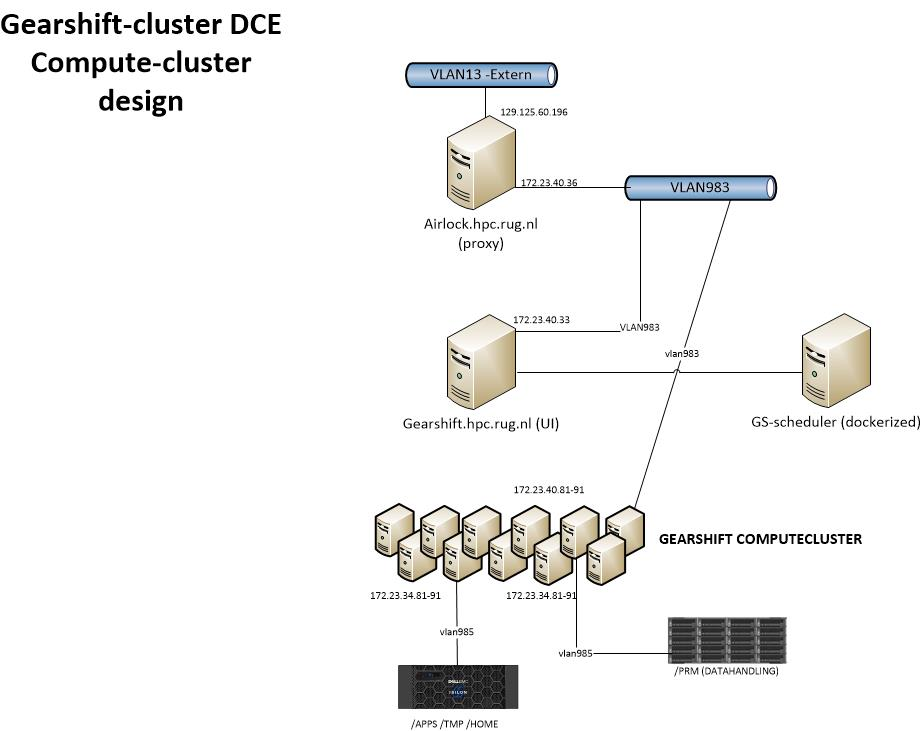 Gearshift-cluster DCE
Compute-cluster
design
VLAN13 -Extern
129.125.60.196
172.23.40.36
VLAN983
Airlock.hpc.rug.nl
(proxy)
172.23.40.33
VLAN983
vlan983
Gearshift.hpc.rug.nl (UI)
GS-scheduler (dockerized)
172.23.40.81-91
GEARSHIFT COMPUTECLUSTER
172.23.34.81-91
172.23.34.81-91
vlan985
vlan985
/PRM (DATAHANDLING)
DELLEMC
ISILON
/APPS /TMP /HOME